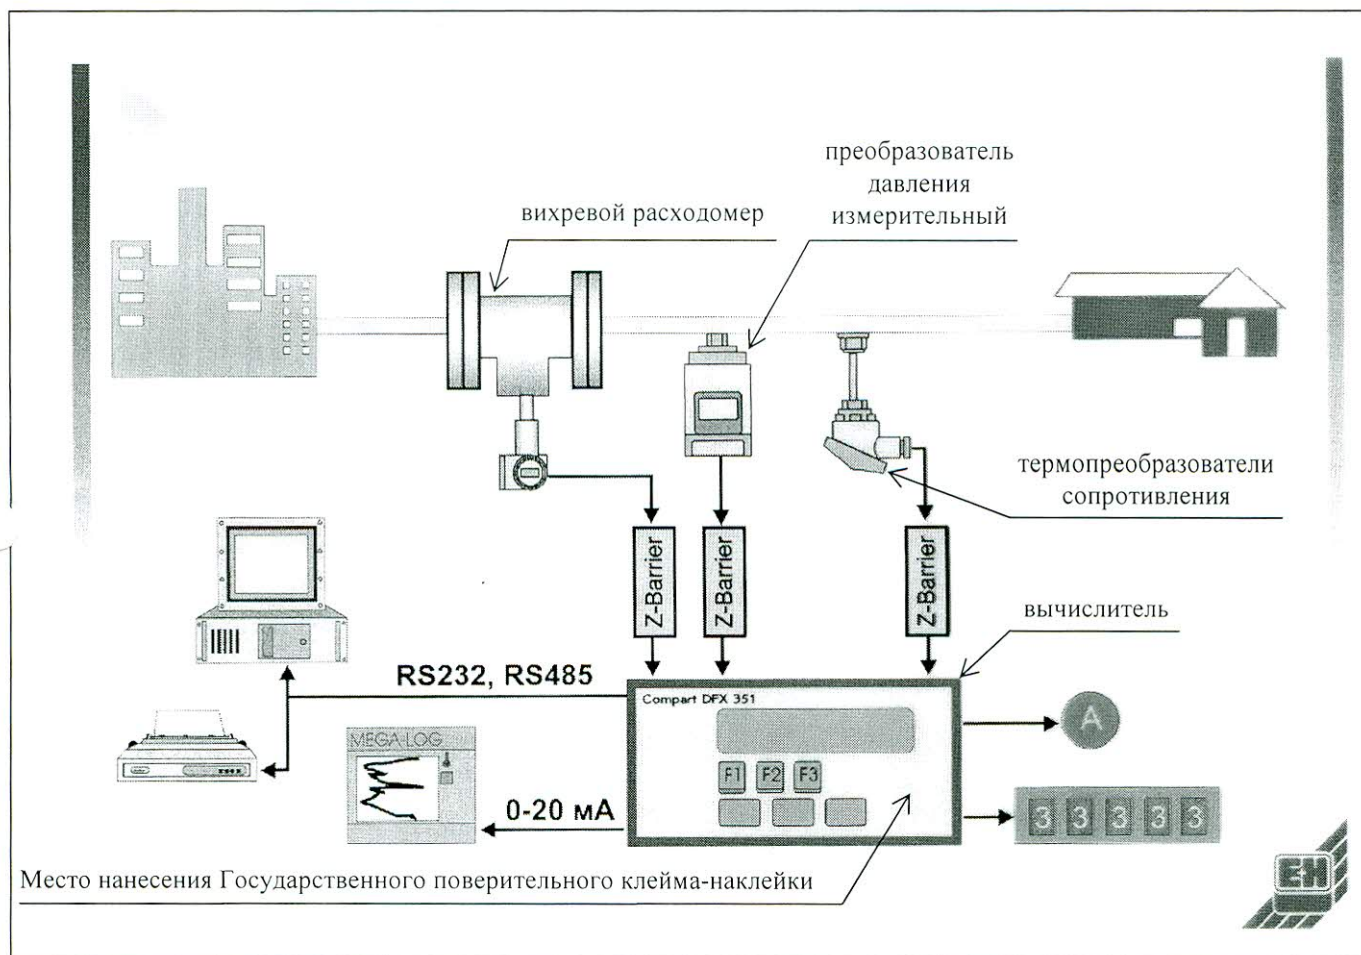 преобразователь
давления
измерительный
вихревой расходомер
термопреобразователи
сопротивления
Z-Barrier
Z-Barrier
Z-Barrier
вычислитель
RS232, RS485
Compart DFX 351
A
MEGA-LOG
F1 F2 F3
0-20 мА
3 3 3 3 3
Место нанесения Государственного поверительного клейма-наклейки
E+H